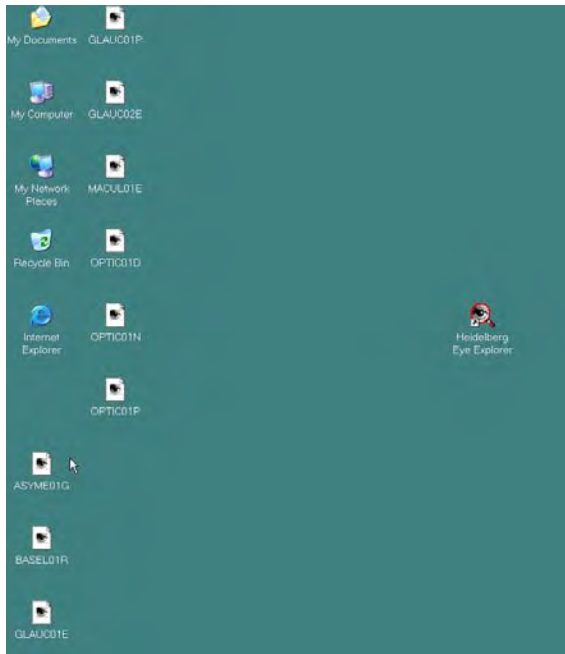 My Documents
GLAUC01P
My Computer
GLAUC02E
My Network
Places
MACUL01E
Recycle Bin
OPTIC01D
Internet
Explorer
OPTIC01N
Heidelberg
Eye Explorer
OPTIC01P
ASYME01G
BASEL01R
GLAUC01E